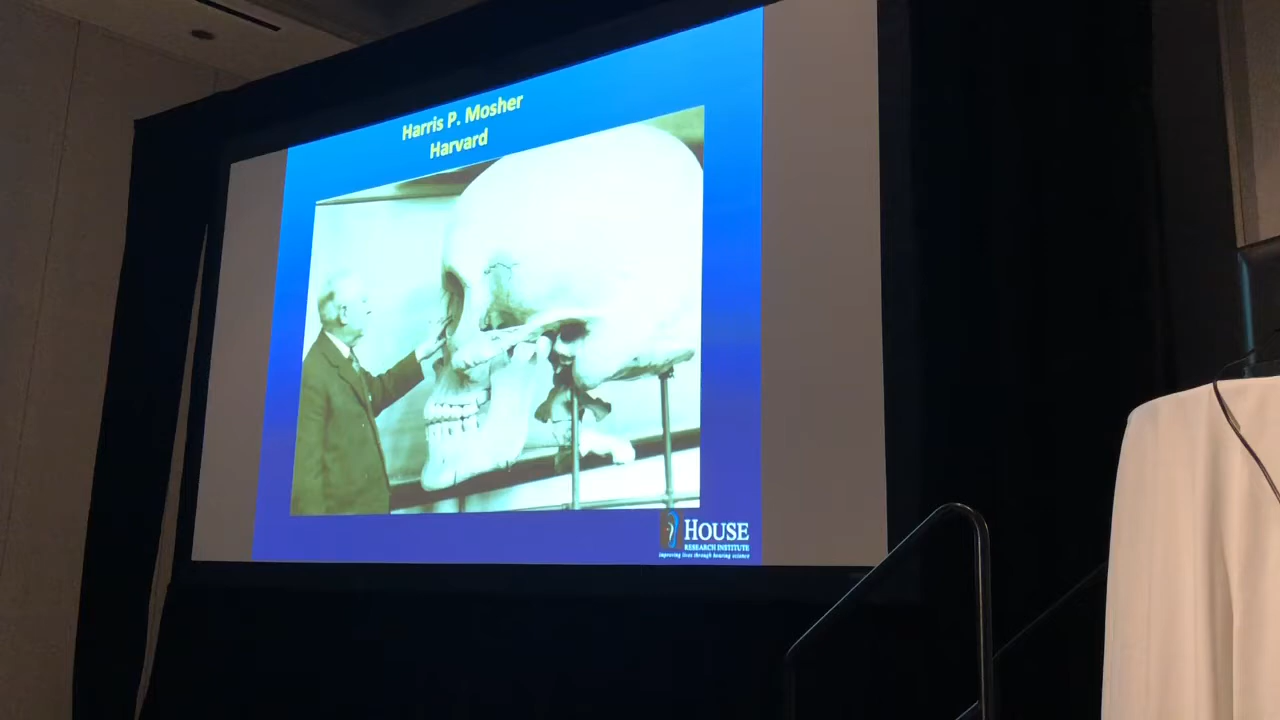 Harris P. Mosher
Harvard
HOUSE
RESEARCH INSTITUTE
Improving lives through hearing science